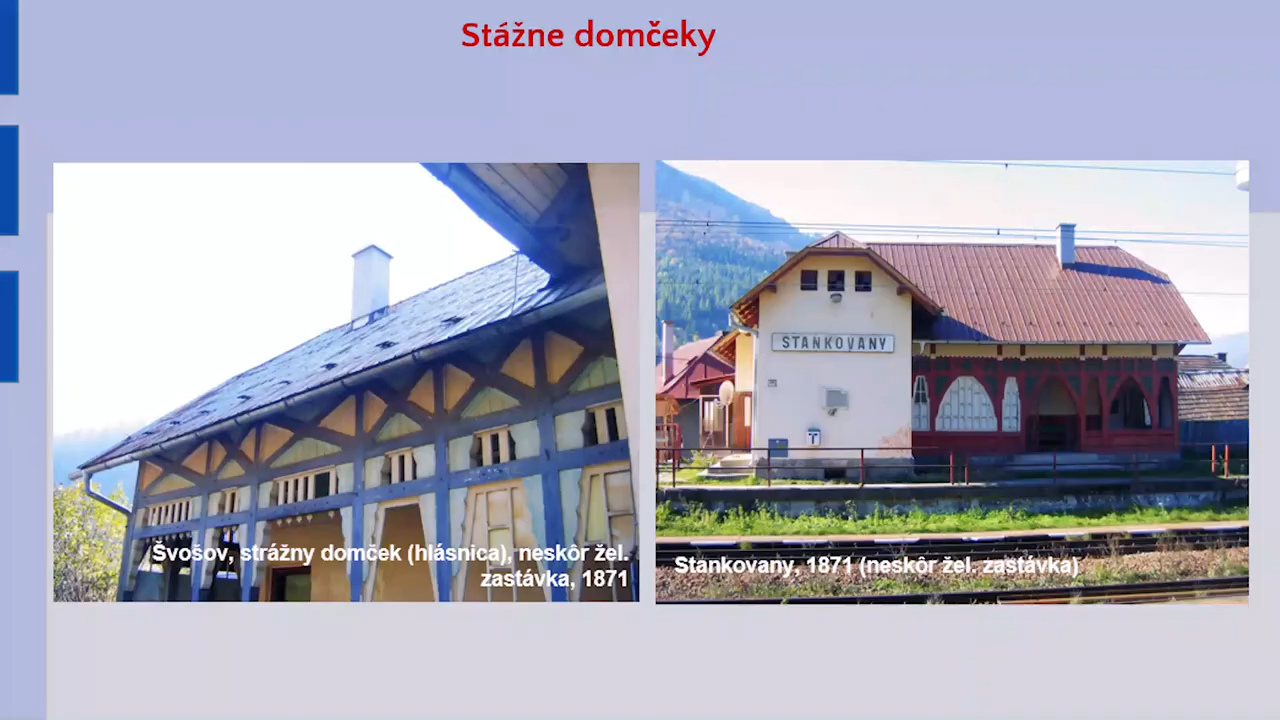 Stážne domčeky
STANKOVANY
Švošov, strážny domček (hlásnica), neskôr žel.
zastávka, 1871
Stankovany, 1871 (neskôr žel. zastávka)